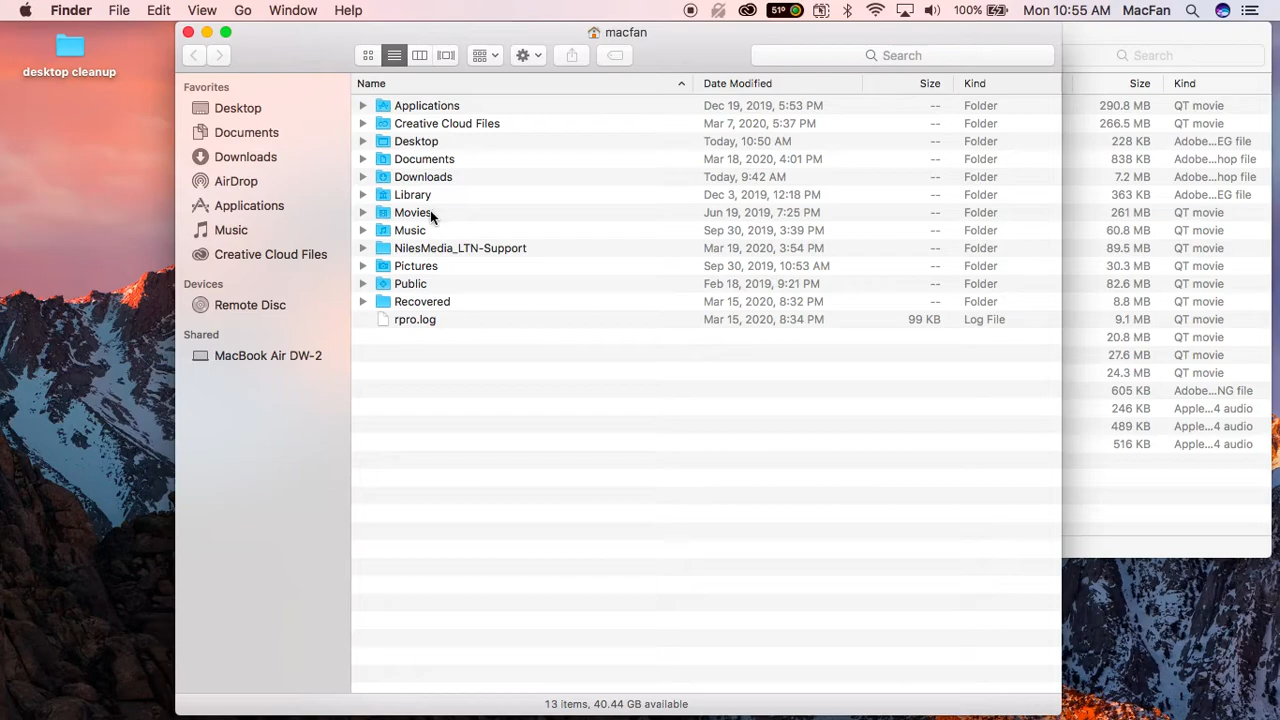 Finder File Edit View Go Window Help 51° 100% Mon 10:55 AM MacFan
desktop cleanup
macfan
Search
Search
Favorites
Desktop
Documents
Downloads
AirDrop
Applications
Music
Creative Cloud Files
Devices
Remote Disc
Shared
MacBook Air DW-2
Name Date Modified Size Kind
Applications Dec 19, 2019, 5:53 PM -- Folder
Creative Cloud Files Mar 7, 2020, 5:37 PM -- Folder
Desktop Today, 10:50 AM -- Folder
Documents Mar 18, 2020, 4:01 PM -- Folder
Downloads Today, 9:42 AM -- Folder
Library Dec 3, 2019, 12:18 PM -- Folder
Movies Jun 19, 2019, 7:25 PM -- Folder
Music Sep 30, 2019, 3:39 PM -- Folder
NilesMedia_LTN-Support Mar 19, 2020, 3:54 PM -- Folder
Pictures Sep 30, 2019, 10:53 AM -- Folder
Public Feb 18, 2019, 9:21 PM -- Folder
Recovered Mar 15, 2020, 8:32 PM -- Folder
rpro.log Mar 15, 2020, 8:34 PM 99 KB Log File
13 items, 40.44 GB available
Size Kind
290.8 MB QT movie
266.5 MB QT movie
228 KB Adobe...EG file
838 KB Adobe...hop file
7.2 MB Adobe...hop file
363 KB Adobe...EG file
261 MB QT movie
60.8 MB QT movie
89.5 MB QT movie
30.3 MB QT movie
82.6 MB QT movie
8.8 MB QT movie
9.1 MB QT movie
20.8 MB QT movie
27.6 MB QT movie
24.3 MB QT movie
605 KB Adobe...NG file
246 KB Apple...4 audio
489 KB Apple...4 audio
516 KB Apple...4 audio